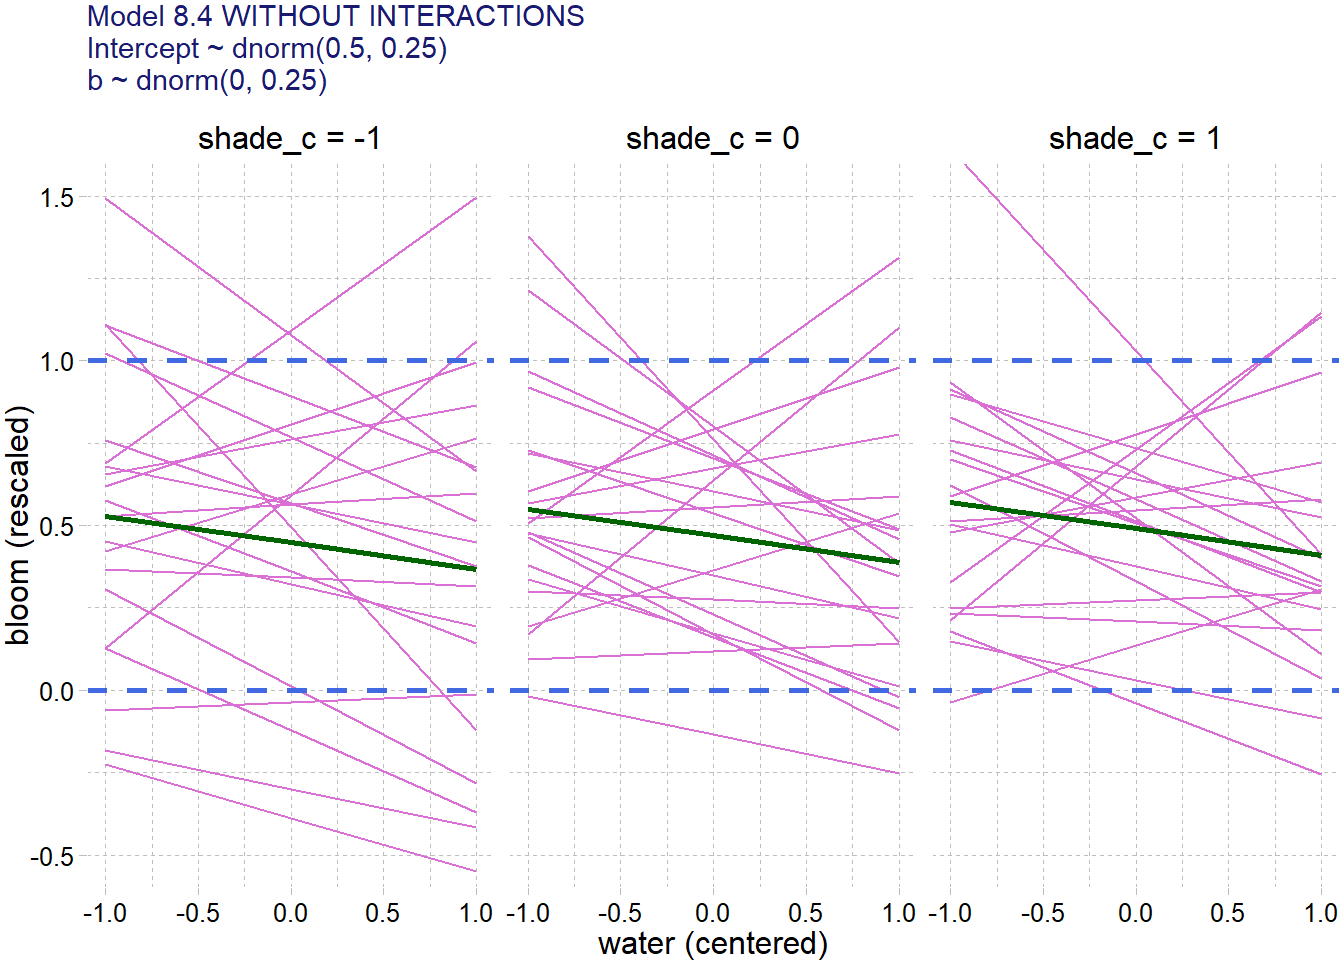 Model 8.4 WITHOUT INTERACTIONS
Intercept ~ dnorm(0.5, 0.25)
b ~ dnorm(0, 0.25)
shade_c = -1 shade_c = 0 shade_c = 1
1.5
1.0
0.5
0.0
-0.5
bloom (rescaled)
-1.0 -0.5 0.0 0.5 1.0 -1.0 -0.5 0.0 0.5 1.0 -1.0 -0.5 0.0 0.5 1.0
water (centered)